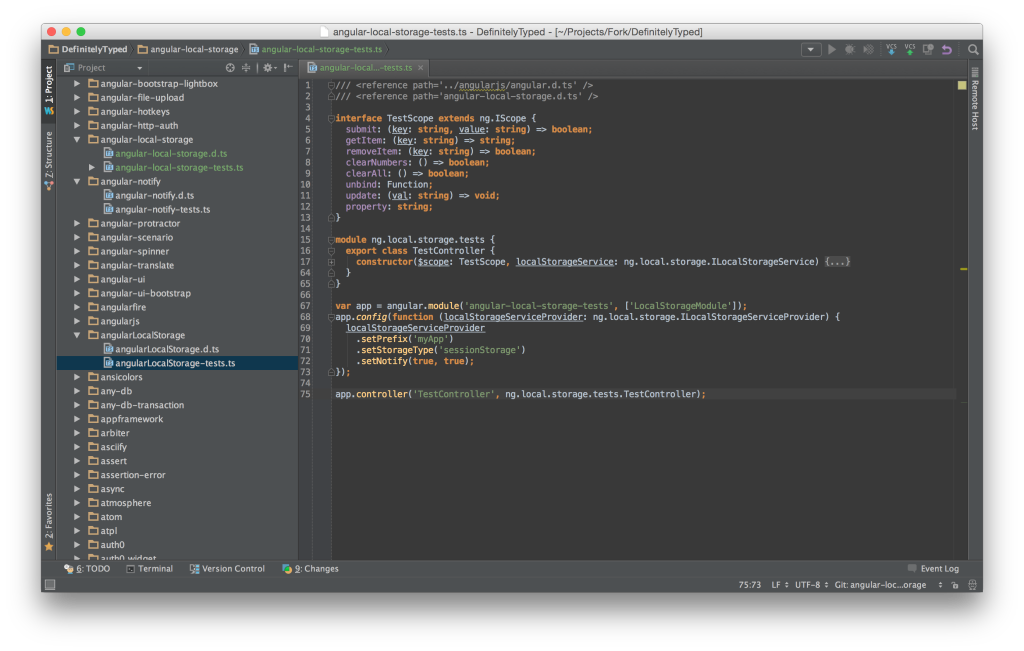 angular-local-storage-tests.ts - DefinitelyTyped - [~/Projects/Fork/DefinitelyTyped]
DefinitelyTyped angular-local-storage angular-local-storage-tests.ts
VCS VCS
1: Project
Z: Structure
2: Favorites
Project
angular-bootstrap-lightbox
angular-file-upload
angular-hotkeys
angular-http-auth
angular-local-storage
angular-local-storage.d.ts
angular-local-storage-tests.ts
angular-notify
angular-notify.d.ts
angular-notify-tests.ts
angular-protractor
angular-scenario
angular-spinner
angular-translate
angular-ui
angular-ui-bootstrap
angularfire
angularjs
angularLocalStorage
angularLocalStorage.d.ts
angularLocalStorage-tests.ts
ansicolors
any-db
any-db-transaction
appframework
arbiter
asciify
assert
assertion-error
async
atmosphere
atom
atpl
auth0
auth0.widget
angular-local...-tests.ts
1 /// <reference path='../angularjs/angular.d.ts' />
2 /// <reference path='angular-local-storage.d.ts' />
3
4 interface TestScope extends ng.IScope {
5 submit: (key: string, value: string) => boolean;
6 getItem: (key: string) => string;
7 removeItem: (key: string) => boolean;
8 clearNumbers: () => boolean;
9 clearAll: () => boolean;
10 unbind: Function;
11 update: (val: string) => void;
12 property: string;
13 }
14
15 module ng.local.storage.tests {
16 export class TestController {
17 constructor($scope: TestScope, localStorageService: ng.local.storage.ILocalStorageService) {...}
64 }
65 }
66
67 var app = angular.module('angular-local-storage-tests', ['LocalStorageModule']);
68 app.config(function (localStorageServiceProvider: ng.local.storage.ILocalStorageServiceProvider) {
69 localStorageServiceProvider
70 .setPrefix('myApp')
71 .setStorageType('sessionStorage')
72 .setNotify(true, true);
73 });
74
75 app.controller('TestController', ng.local.storage.tests.TestController);
Remote Host
6: TODO Terminal Version Control 9: Changes Event Log
75:73 LF UTF-8 Git: angular-loc...orage